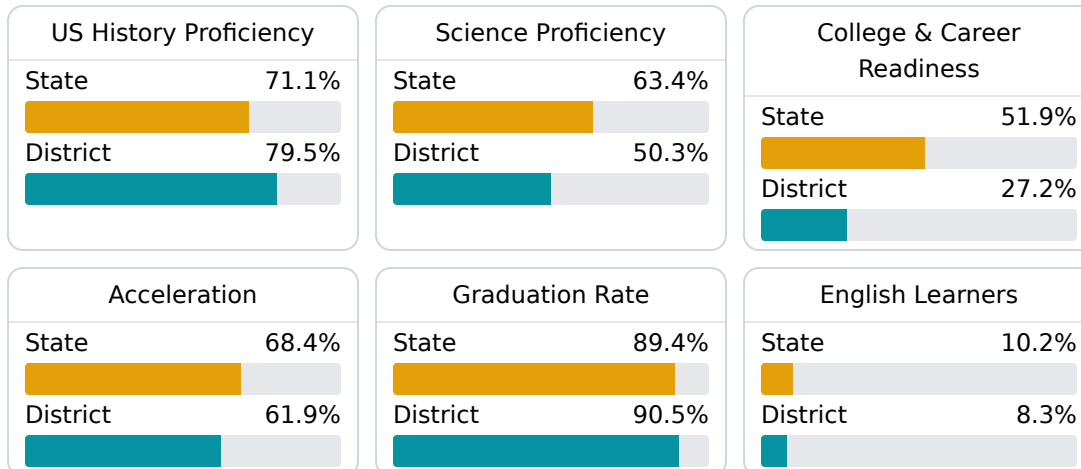 US History Proficiency
State 71.1%
District 79.5%
Science Proficiency
State 63.4%
District 50.3%
College & Career
Readiness
State 51.9%
District 27.2%
Acceleration
State 68.4%
District 61.9%
Graduation Rate
State 89.4%
District 90.5%
English Learners
State 10.2%
District 8.3%